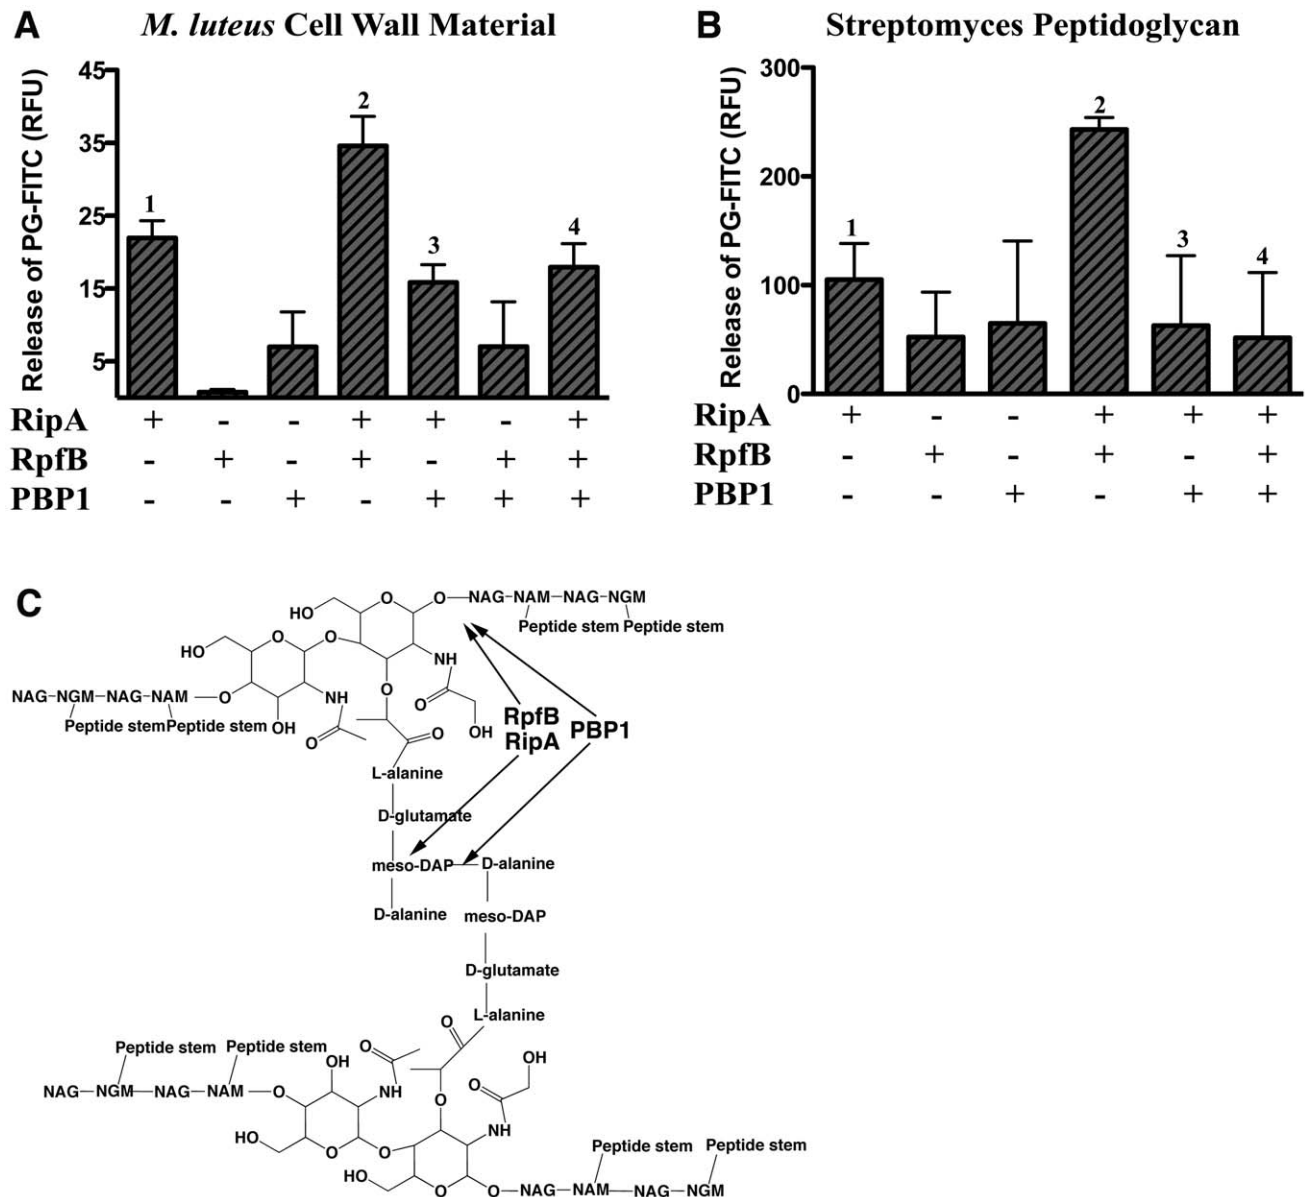 A
M. luteus Cell Wall Material
Release of PG-FITC (RFU)
45
35
25
15
5
1
2
3
4
RipA + - - + + - +
RpfB - + - + - + +
PBP1 - - + - + + +
B
Streptomyces Peptidoglycan
Release of PG-FITC (RFU)
300
200
100
0
1
2
3
4
RipA + - - + + +
RpfB - + - + - +
PBP1 - - + - + +
C
HO O O NAG-NAM-NAG-NGM
Peptide stem Peptide stem
HO O O NH
NAG-NGM-NAG-NAM O NH O O
Peptide stem Peptide stem OH
O O OH
RpfB PBP1
RipA
L-alanine
D-glutamate
meso-DAP D-alanine
D-alanine meso-DAP
D-glutamate
L-alanine
O
Peptide stem Peptide stem
OH O OH
NAG-NGM-NAG-NAM O NH O
O
HO O O NH
Peptide stem Peptide stem
HO O O NAG-NAM-NAG-NGM